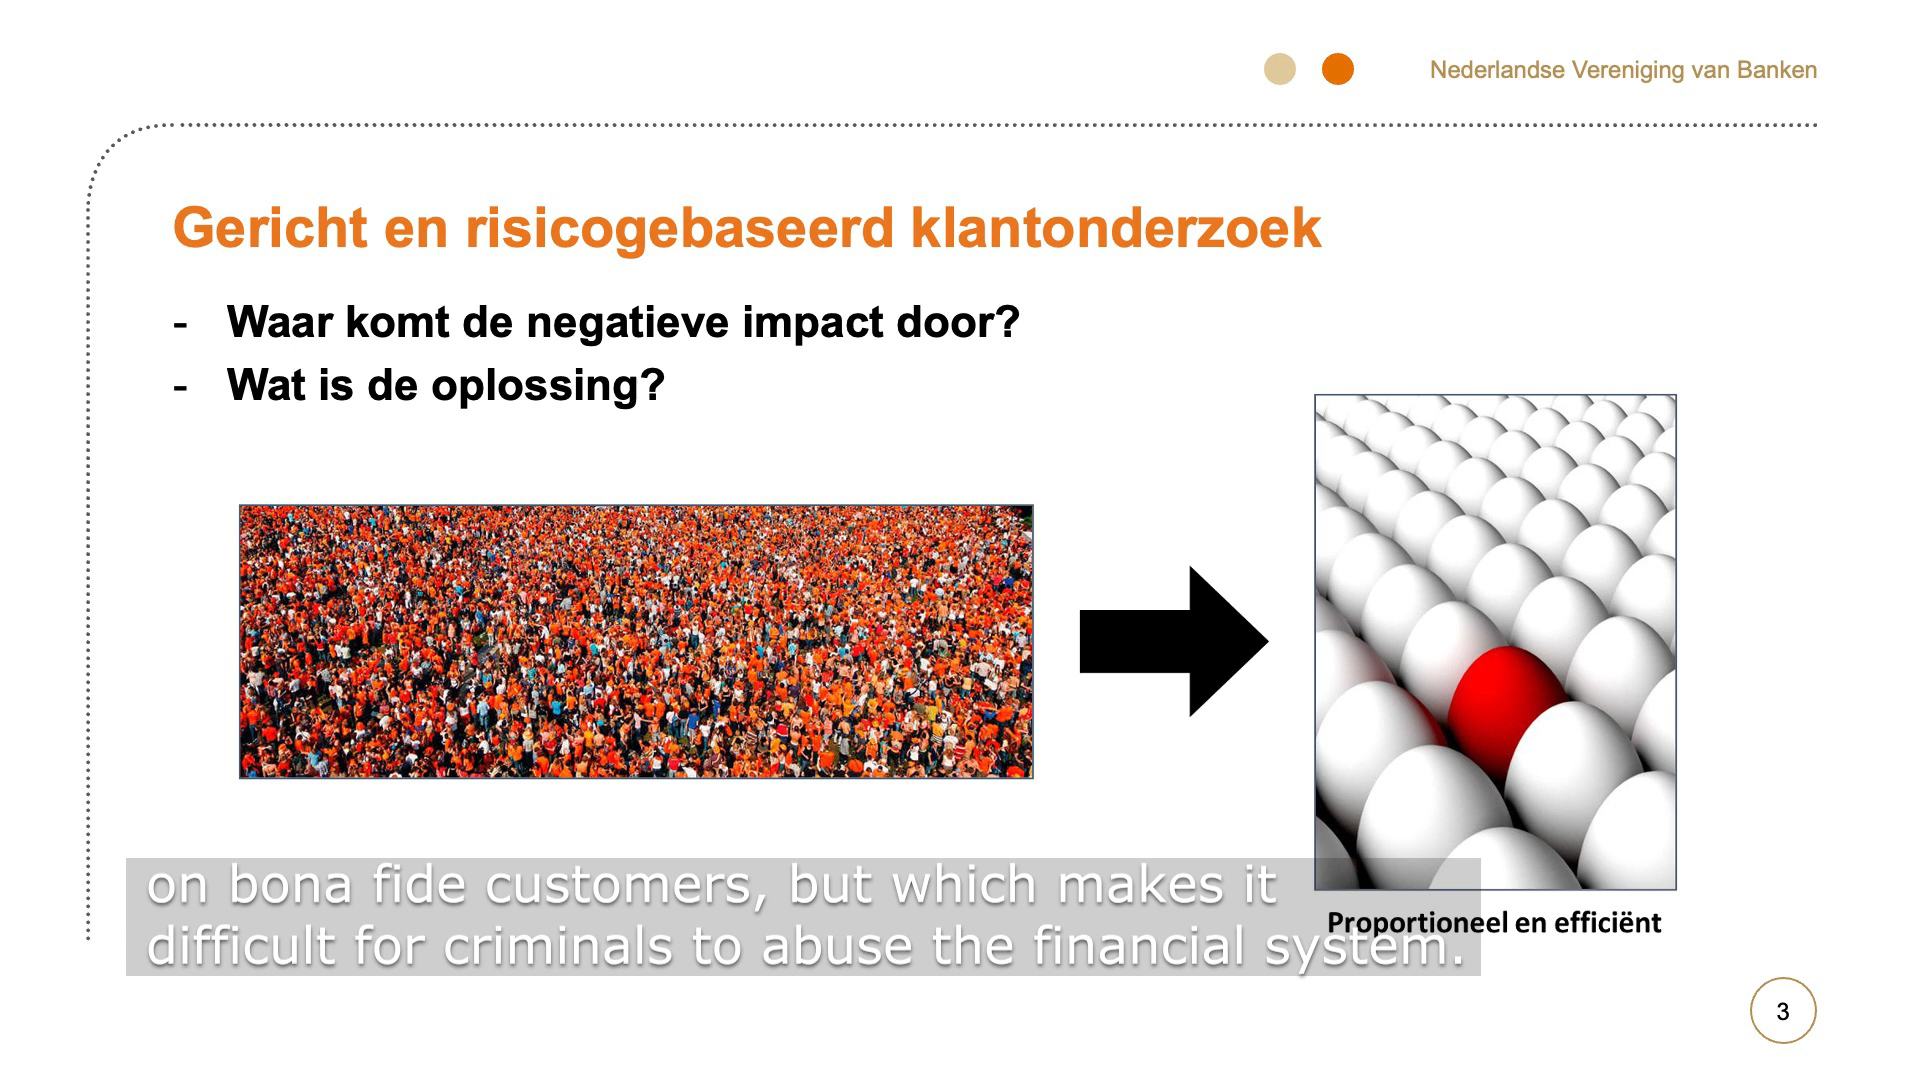 Nederlandse Vereniging van Banken
Gericht en risicogebaseerd klantonderzoek
- Waar komt de negatieve impact door?
- Wat is de oplossing?
Proportioneel en efficiënt
on bona fide customers, but which makes it
difficult for criminals to abuse the financial system.
3